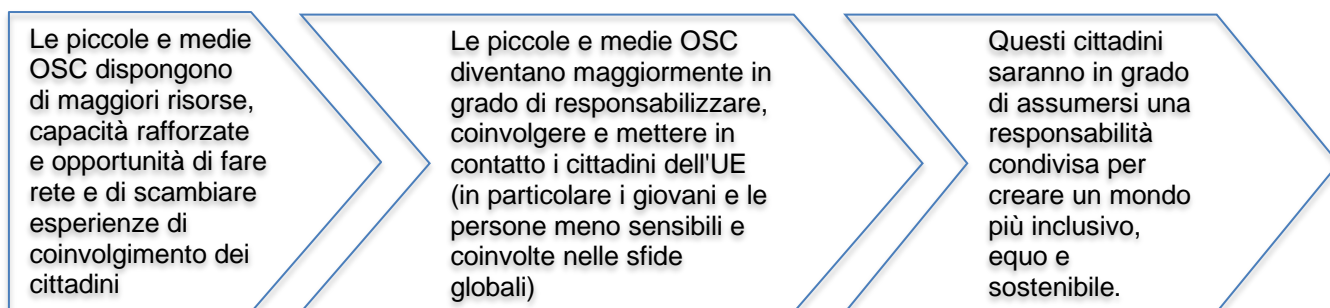 Le piccole e medie
OSC dispongono
di maggiori risorse,
capacità rafforzate
e opportunità di fare
rete e di scambiare
esperienze di
coinvolgimento dei
cittadini
Le piccole e medie OSC
diventano maggiormente in
grado di responsabilizzare,
coinvolgere e mettere in
contatto i cittadini dell'UE
(in particolare i giovani e le
persone meno sensibili e
coinvolte nelle sfide
globali)
Questi cittadini
saranno in grado
di assumersi una
responsabilità
condivisa per
creare un mondo
più inclusivo,
equo e
sostenibile.